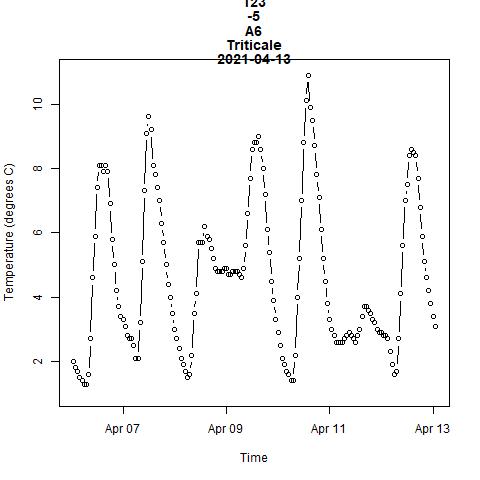 123
-5
A6
Triticale
2021-04-13
Temperature (degrees C)
10
8
6
4
2
Apr 07 Apr 09 Apr 11 Apr 13
Time